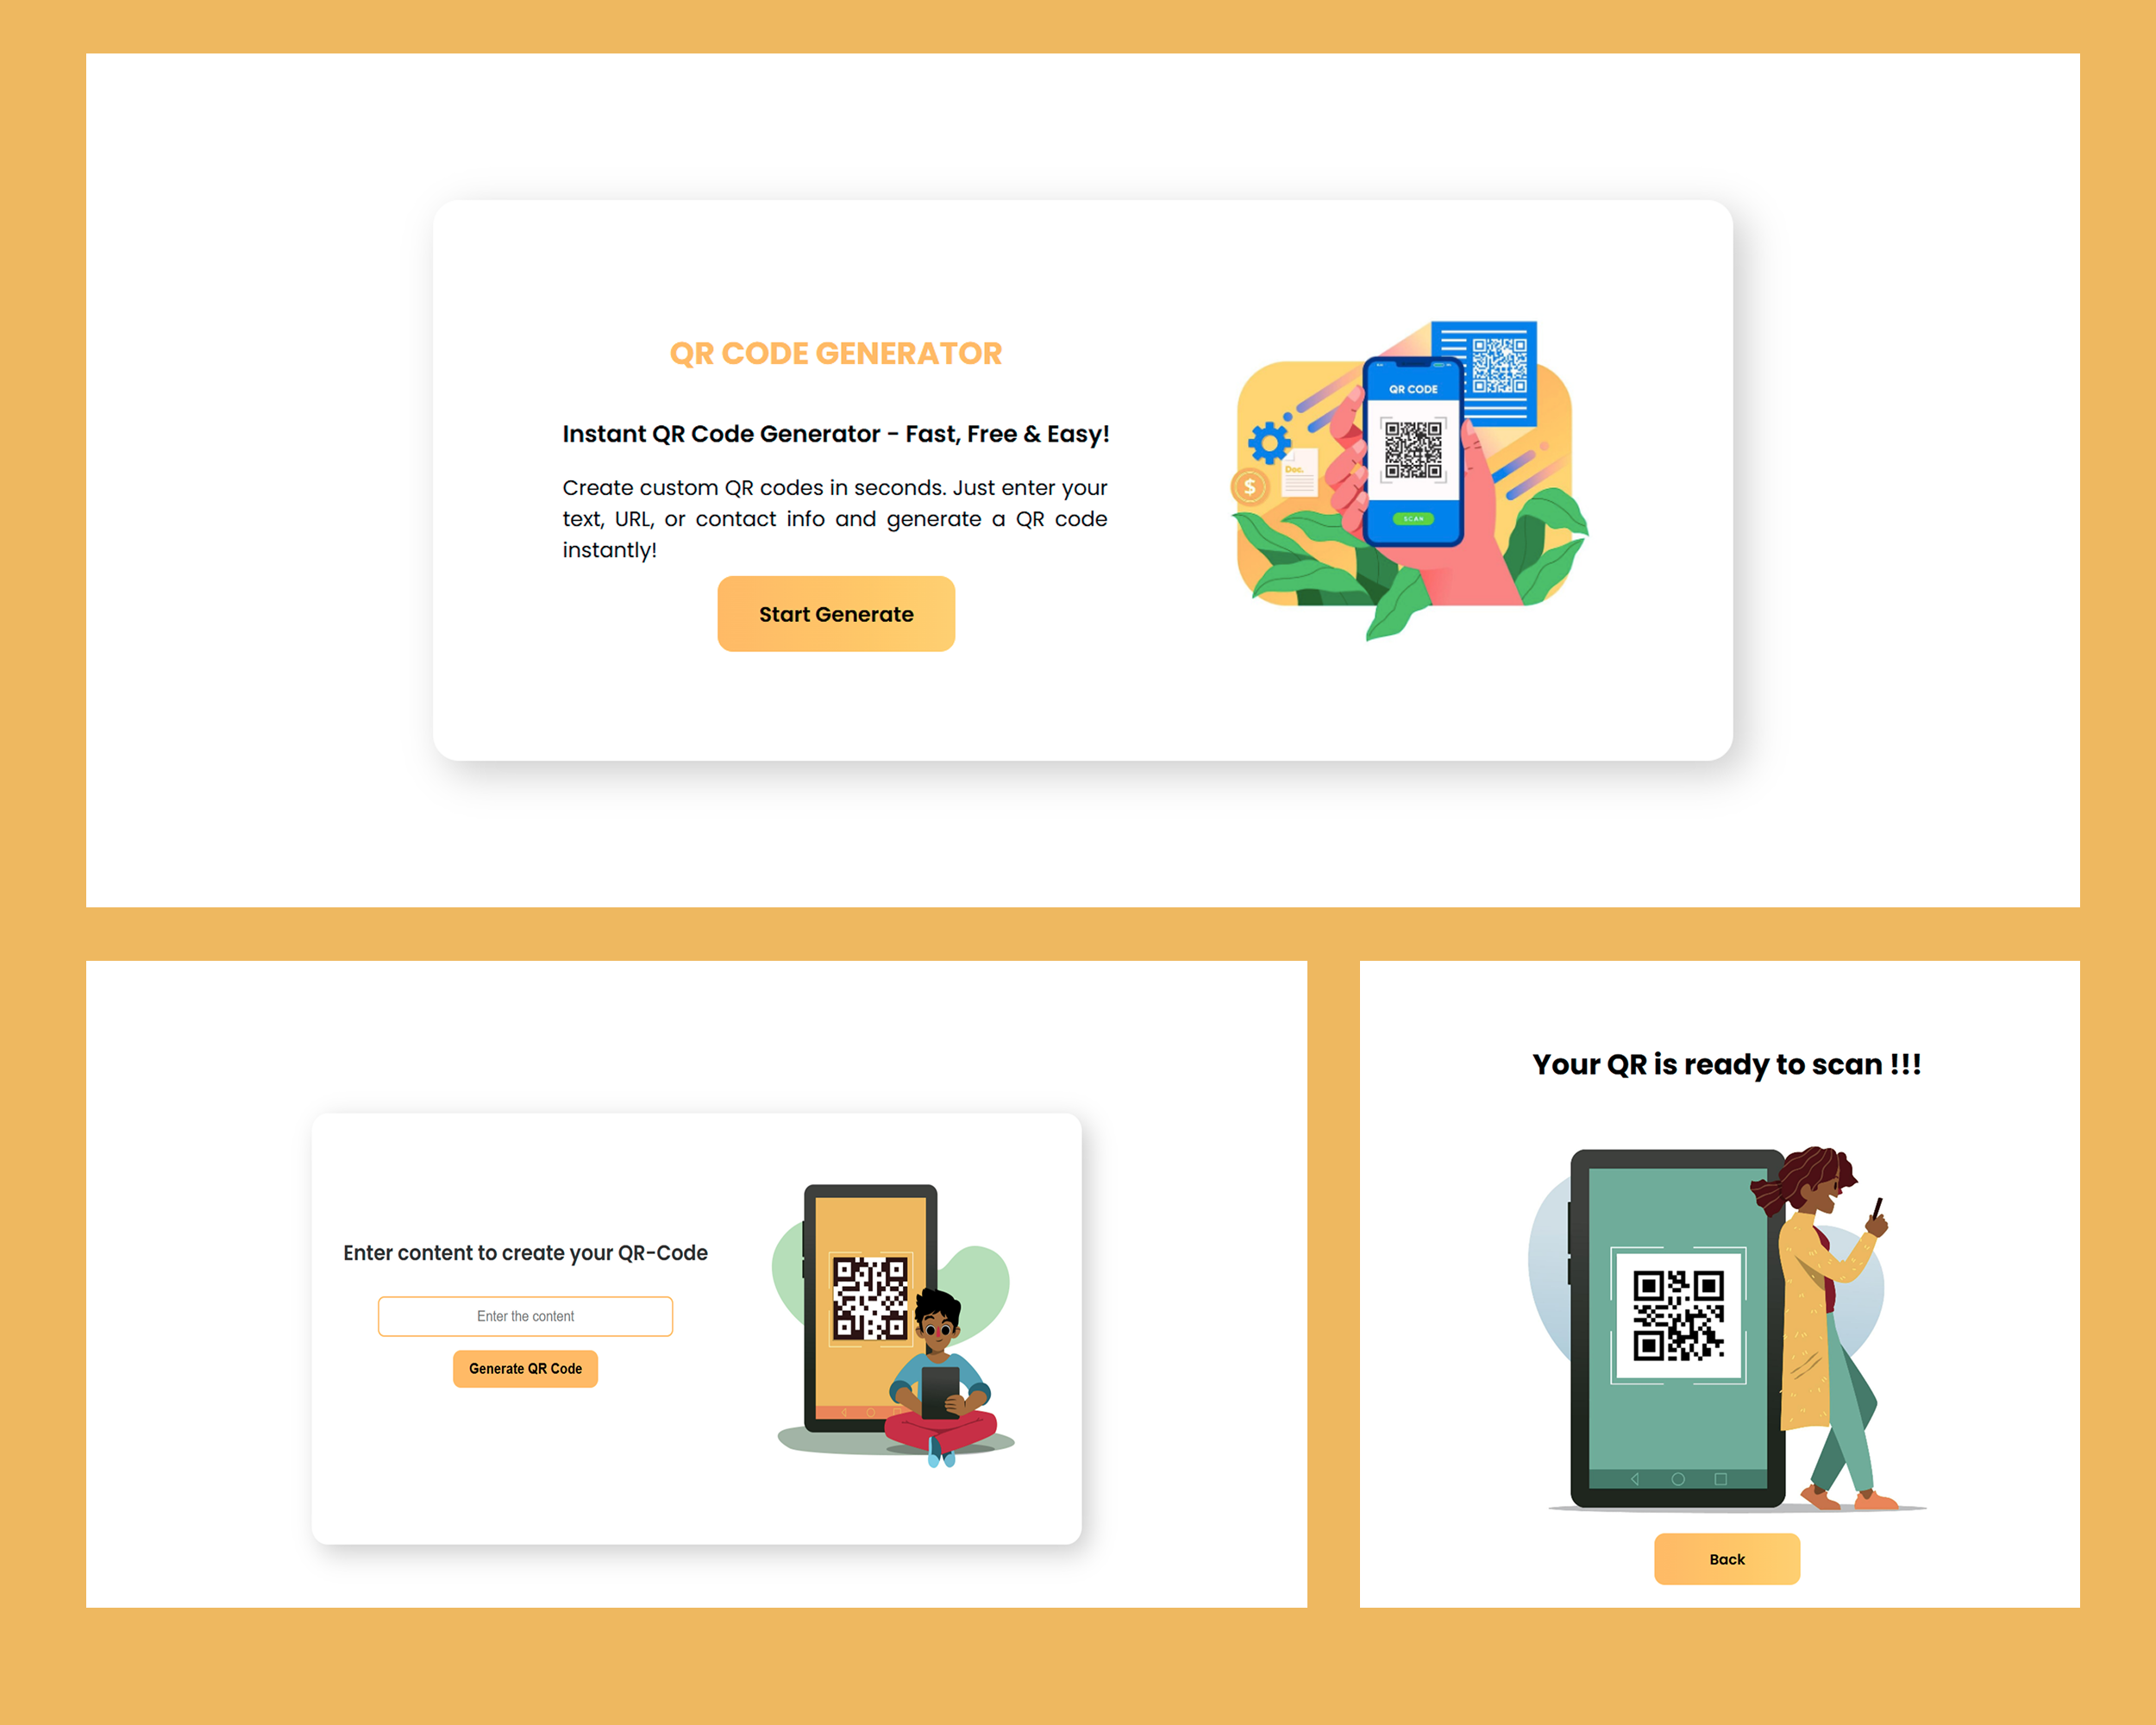 QR CODE GENERATOR
Instant QR Code Generator - Fast, Free & Easy!
Create custom QR codes in seconds. Just enter your
text, URL, or contact info and generate a QR code
instantly!
Start Generate
QR CODE
Doc.
$
SCAN
Enter content to create your QR-Code
Enter the content
Generate QR Code
Your QR is ready to scan !!!
Back